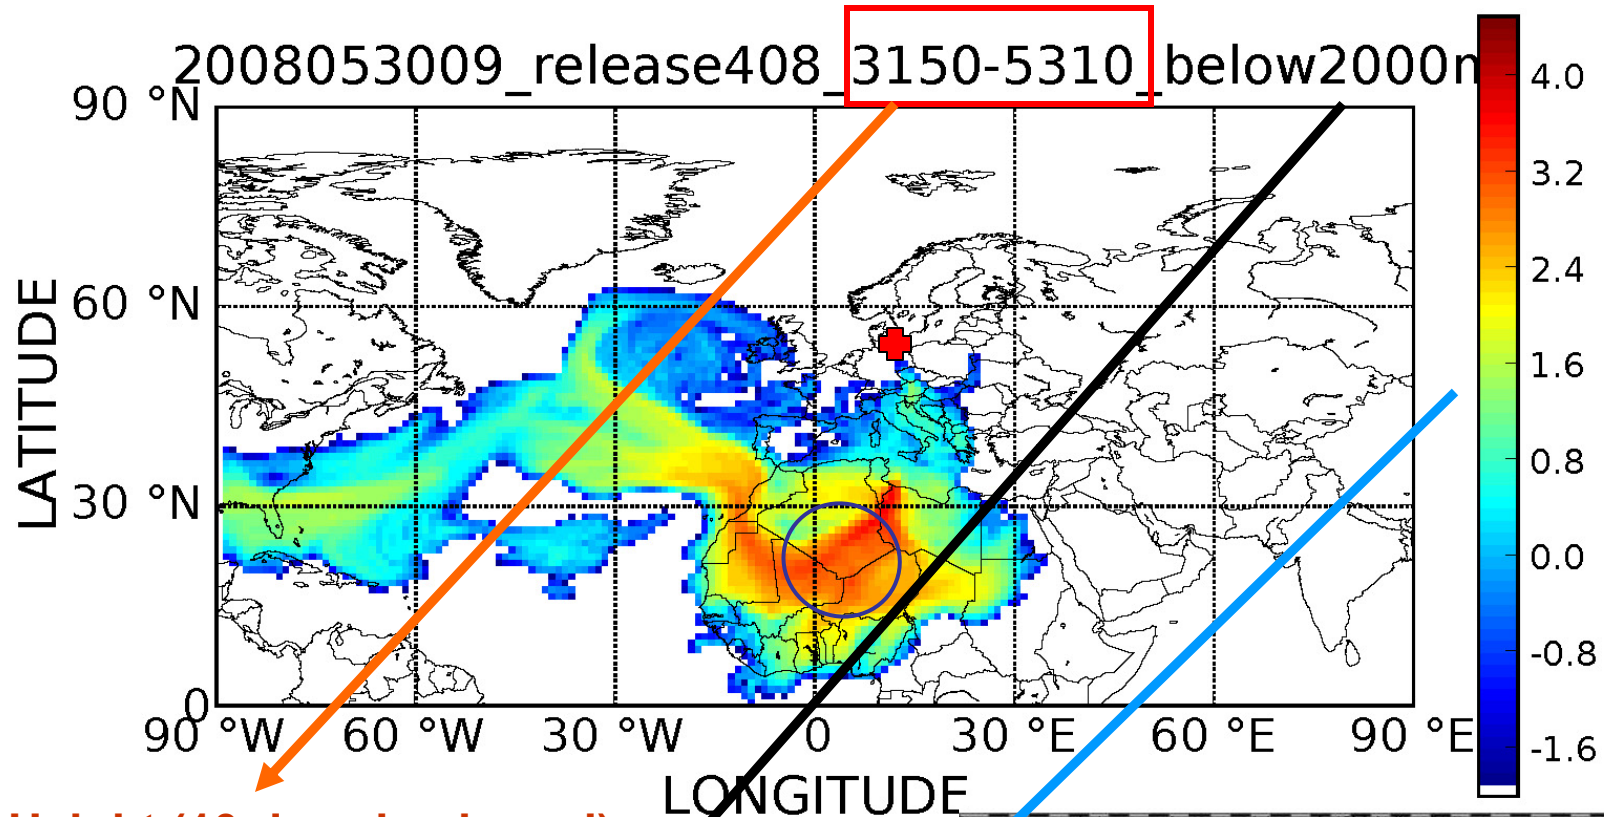 2008053009_release408_3150-5310_below2000m
4.0
3.2
2.4
1.6
0.8
0.0
-0.8
-1.6
90 °N
60 °N
30 °N
0
LATITUDE
90 °W 60 °W 30 °W 0 30 °E 60 °E 90 °E
LONGITUDE